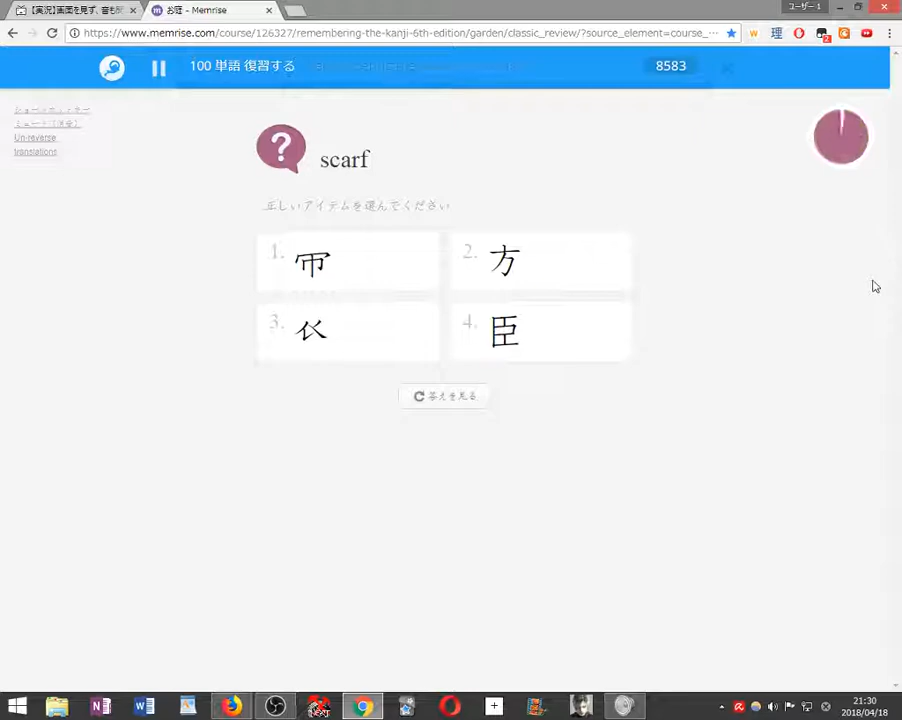 【実況】画面を見ず、音も
お庭 - Memrise
ユーザー 1
https://www.memrise.com/course/126327/remembering-the-kanji-6th-edition/garden/classic_review/?source_element=course_...
理
2
100 単語 復習する
8583
Un-reverse
translations
?
scarf
正しいアイテムを選んでください
1.
2. 方
3.
4. 臣
答えを見る
21:30
2018/04/18